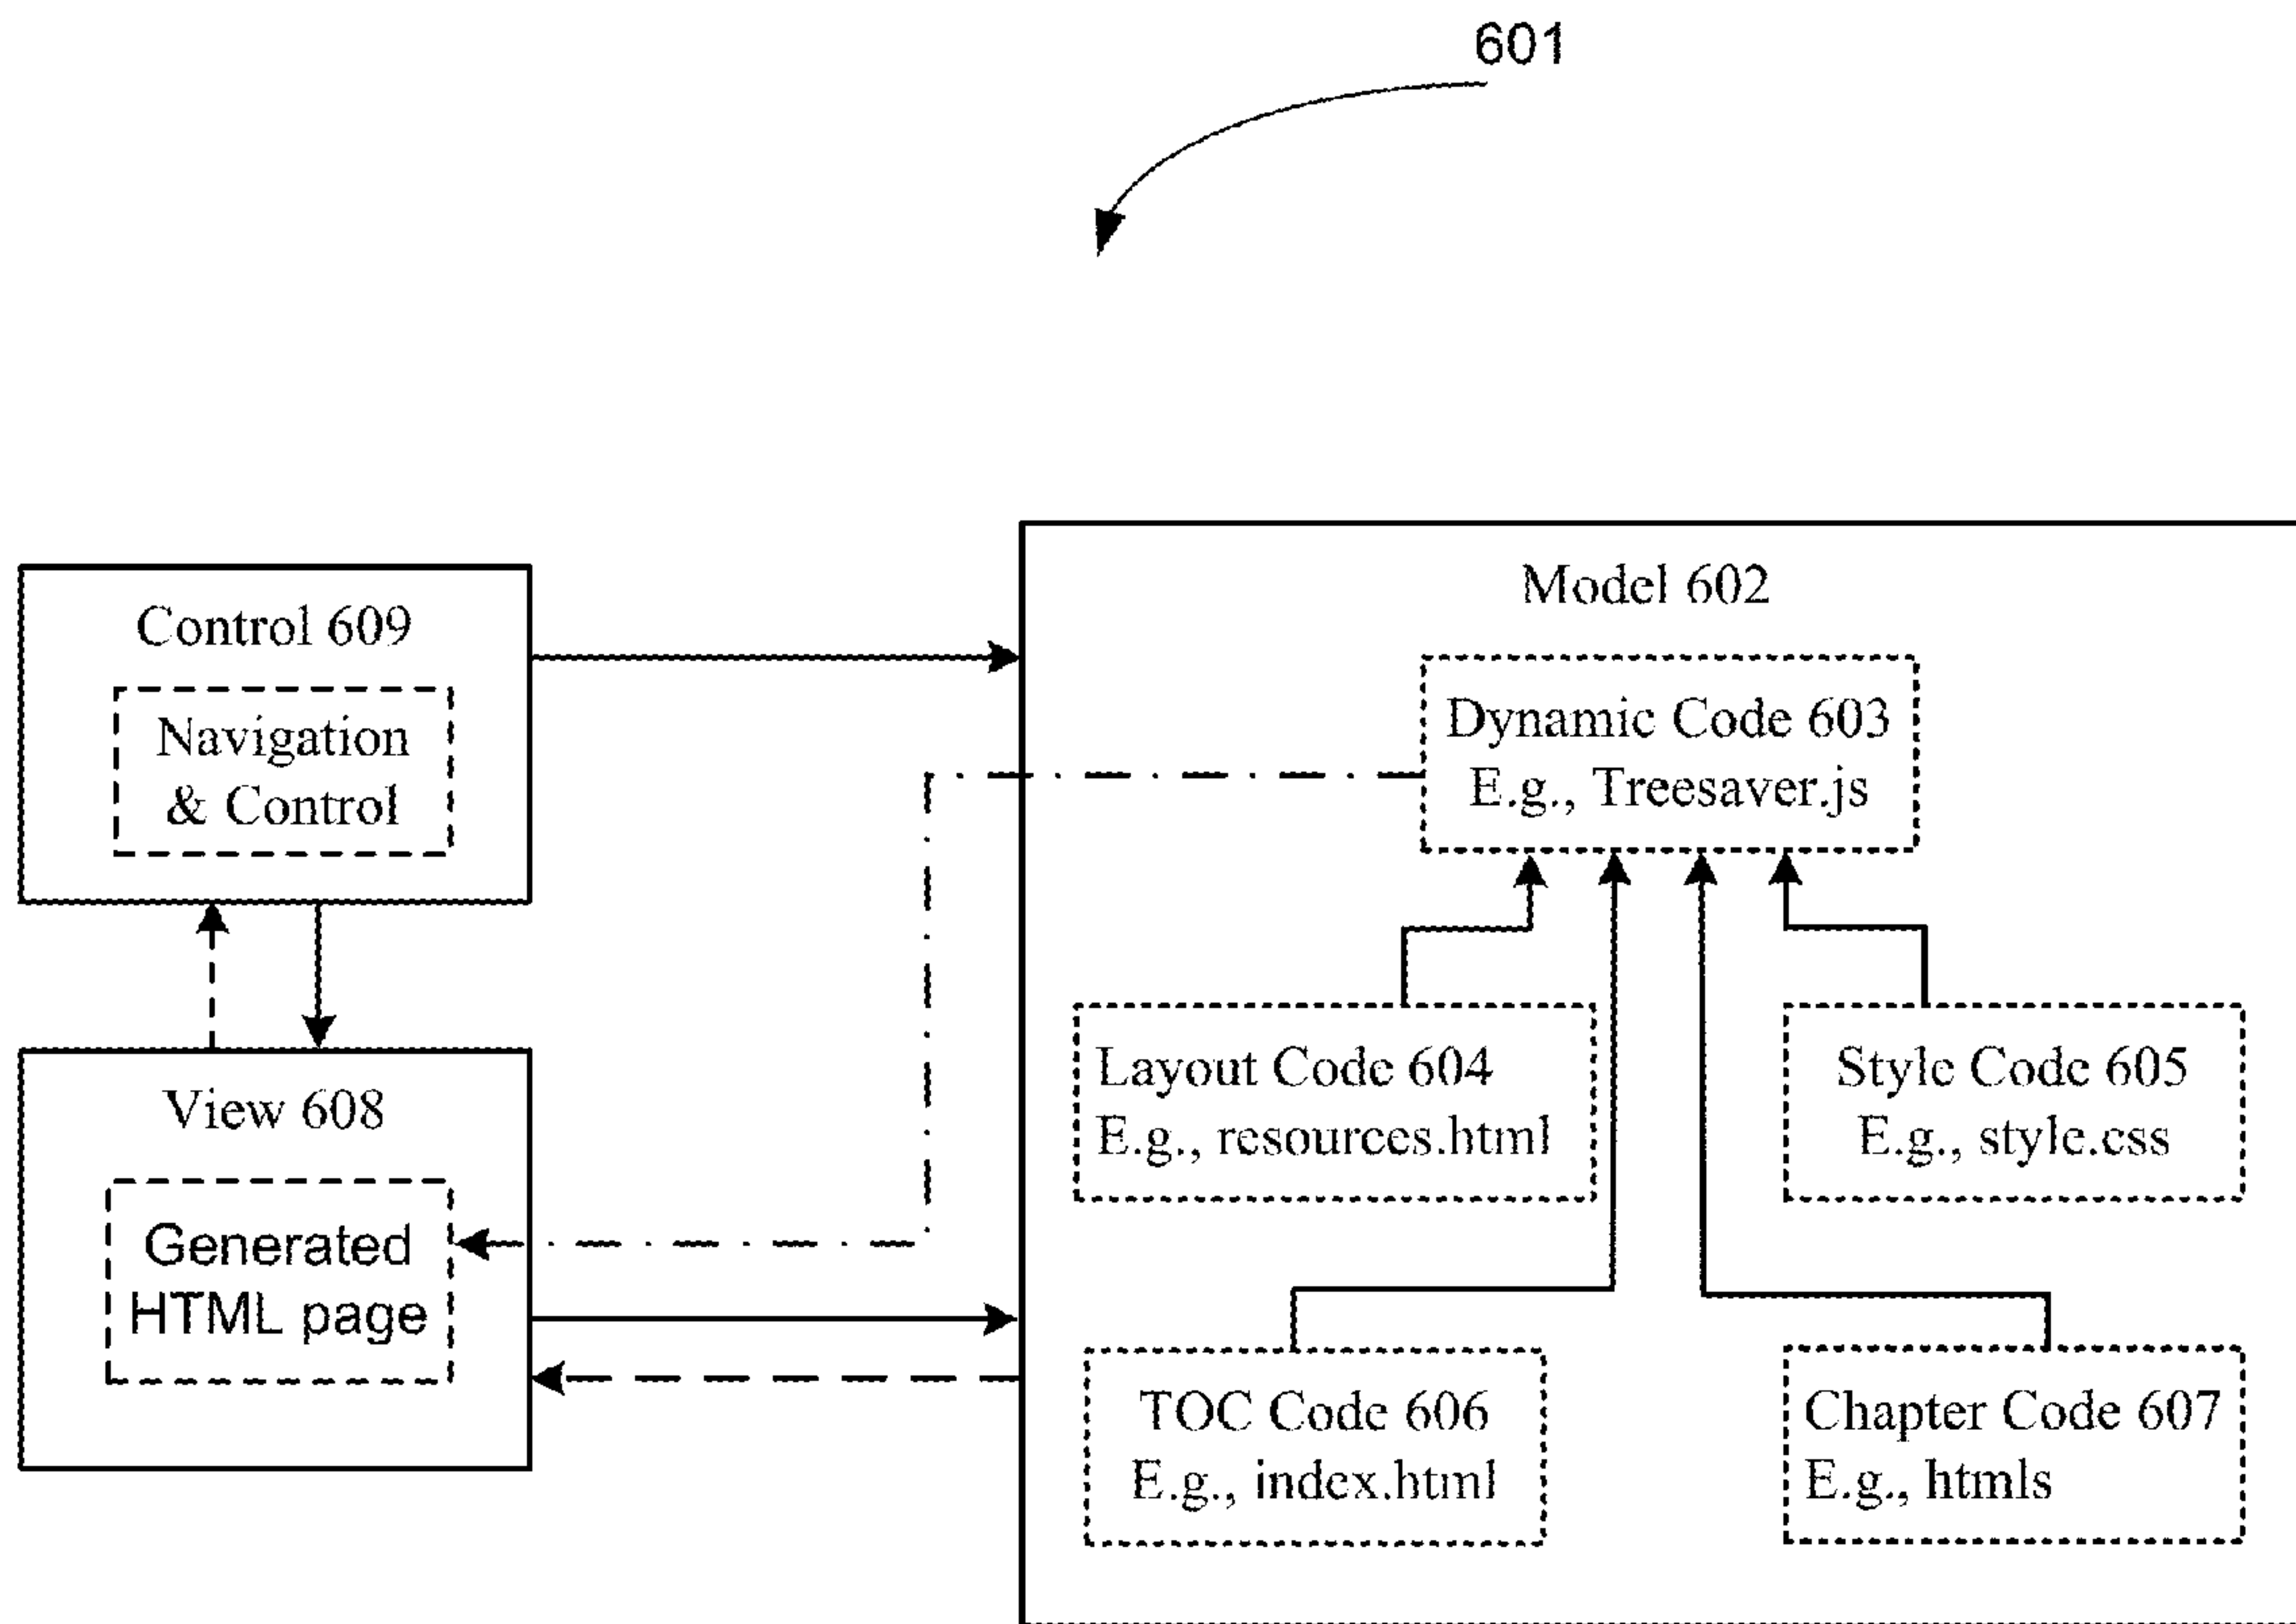 601
Control 609
Navigation
& Control
View 608
Generated
HTML page
Model 602
Dynamic Code 603
E.g., Treesaver.js
Layout Code 604
E.g., resources.html
Style Code 605
E.g., style.css
TOC Code 606
E.g., index.html
Chapter Code 607
E.g., htmls